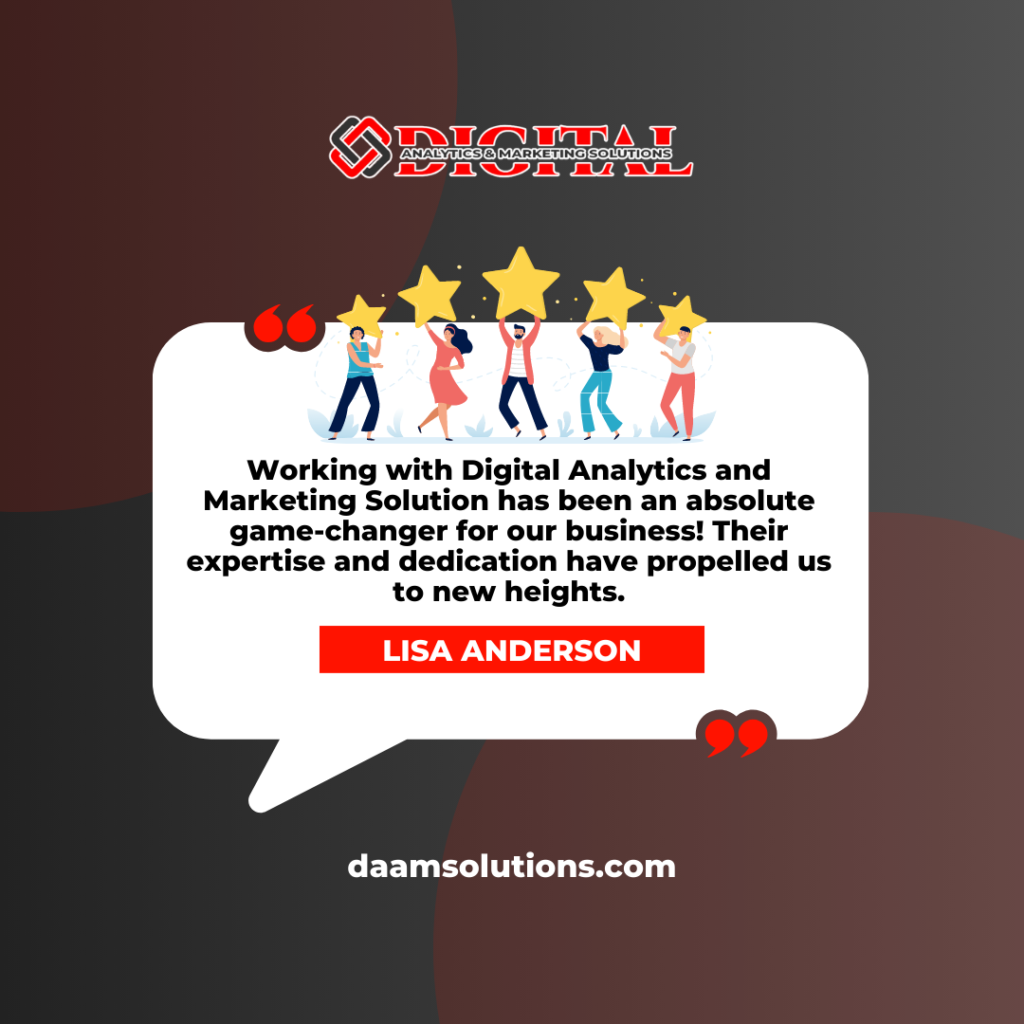 DIGITAL
ANALYTICS & MARKETING SOLUTIONS
Working with Digital Analytics and
Marketing Solution has been an absolute
game-changer for our business! Their
expertise and dedication have propelled us
to new heights.
LISA ANDERSON
daamsolutions.com